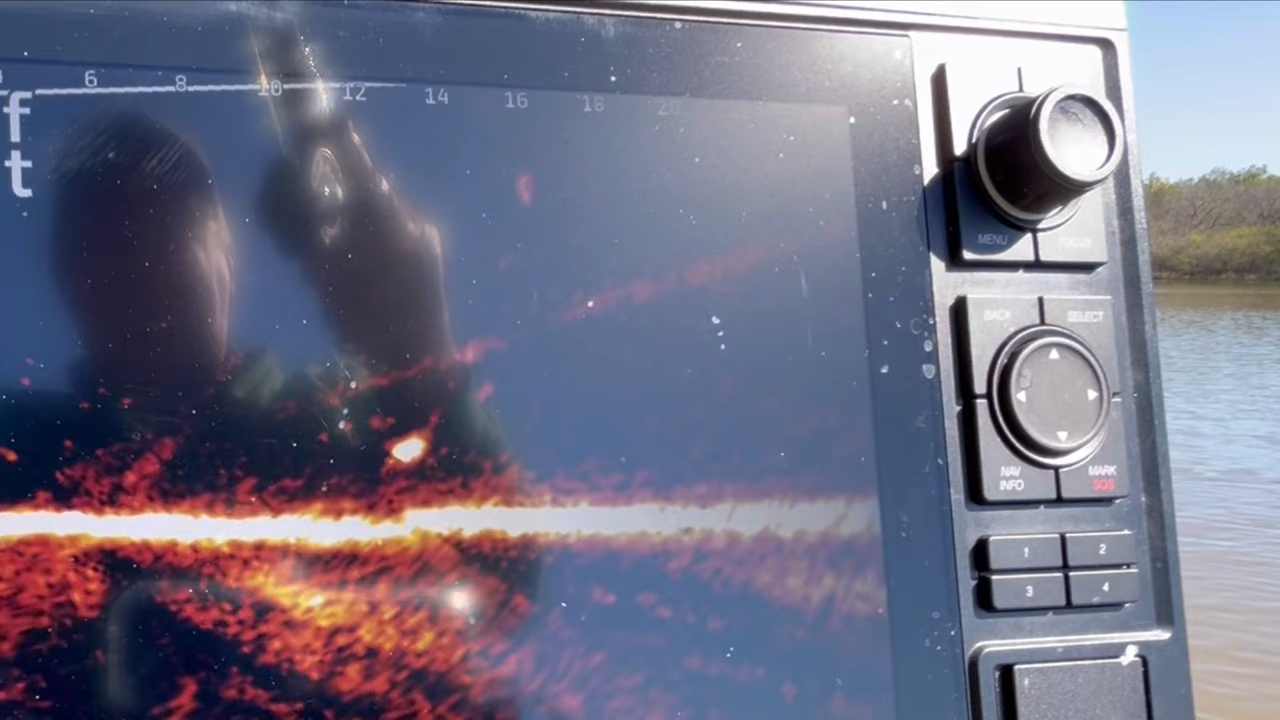 6 8 10 12 14 16 18 20
f
t
MENU FOCUS
BACK SELECT
NAV INFO
MARK SOS
1 2
3 4